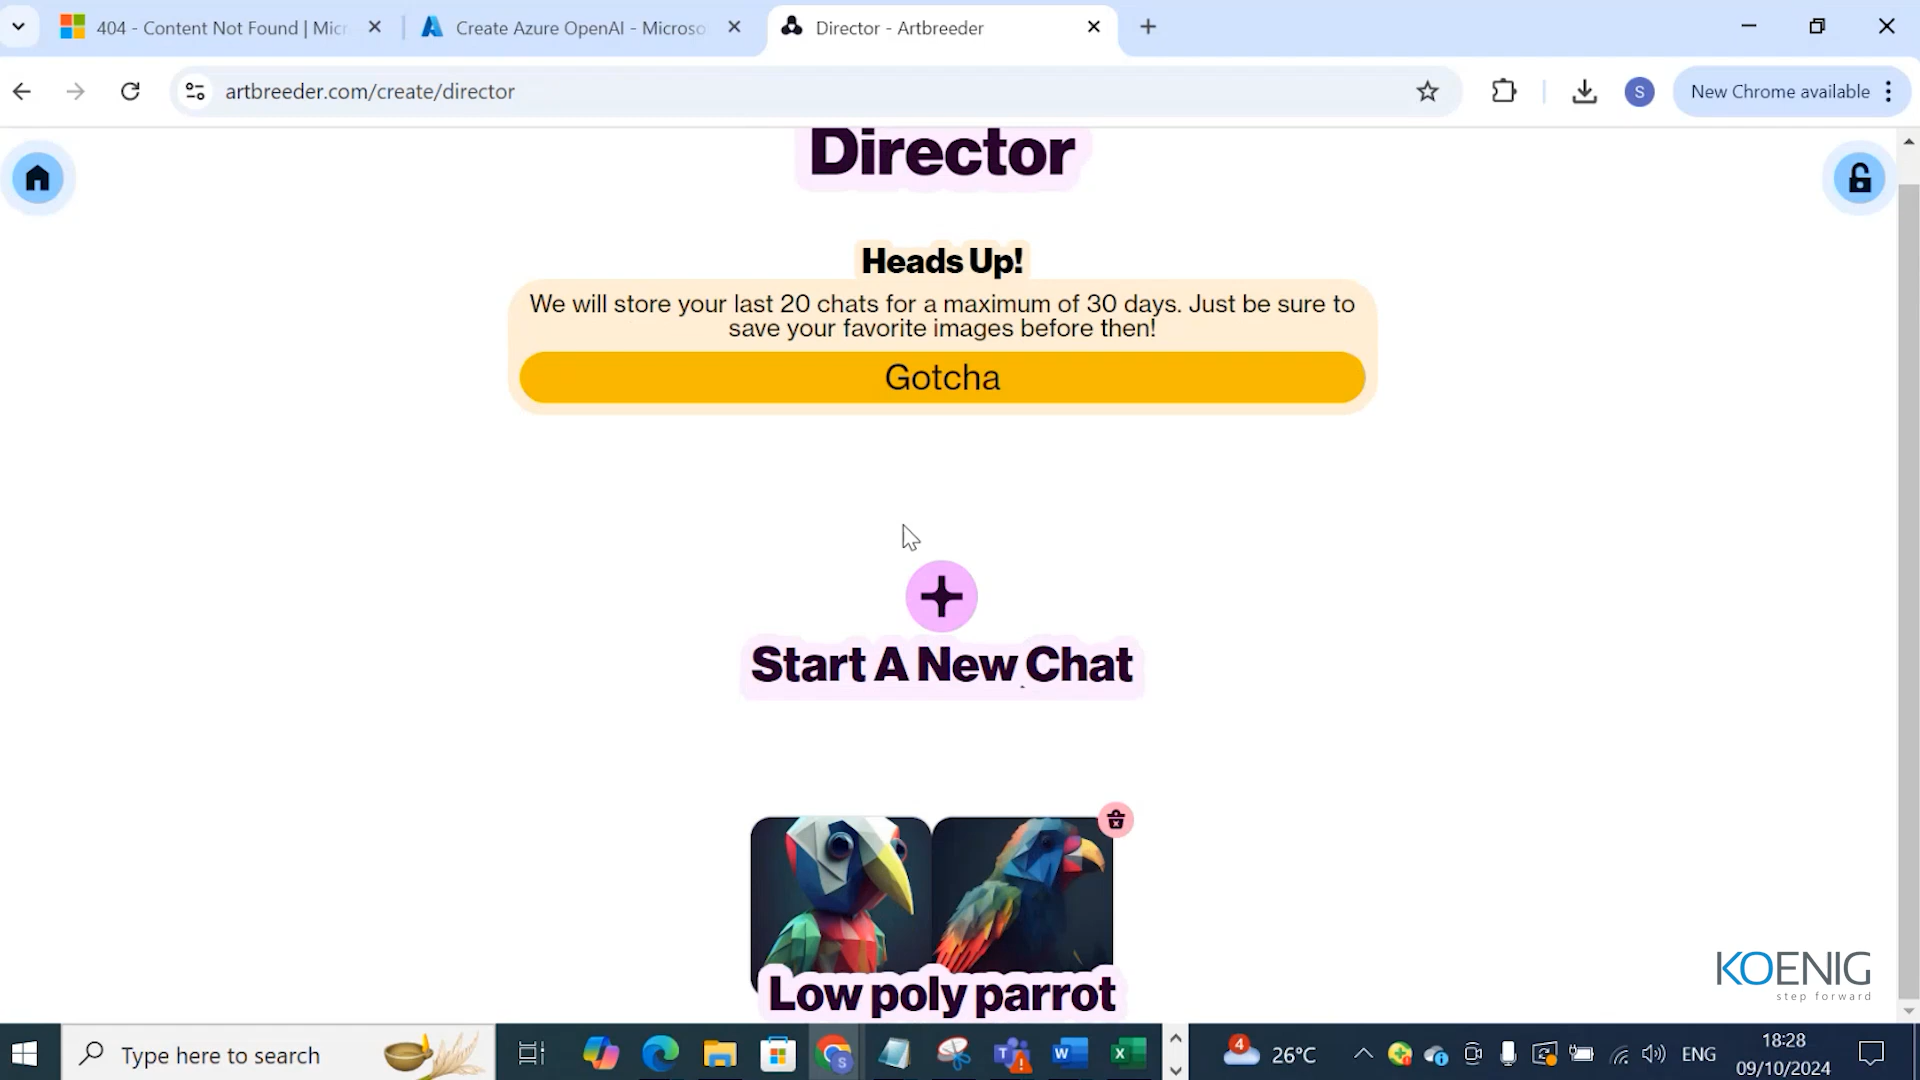 404 - Content Not Found | Micr
Create Azure OpenAI - Microso
Director - Artbreeder
artbreeder.com/create/director
S
New Chrome available
Director
Heads Up!
We will store your last 20 chats for a maximum of 30 days. Just be sure to
save your favorite images before then!
Gotcha
Start A New Chat
Low poly parrot
KOENIG
step forward
Type here to search
S
4
26°C
ENG
18:28
09/10/2024